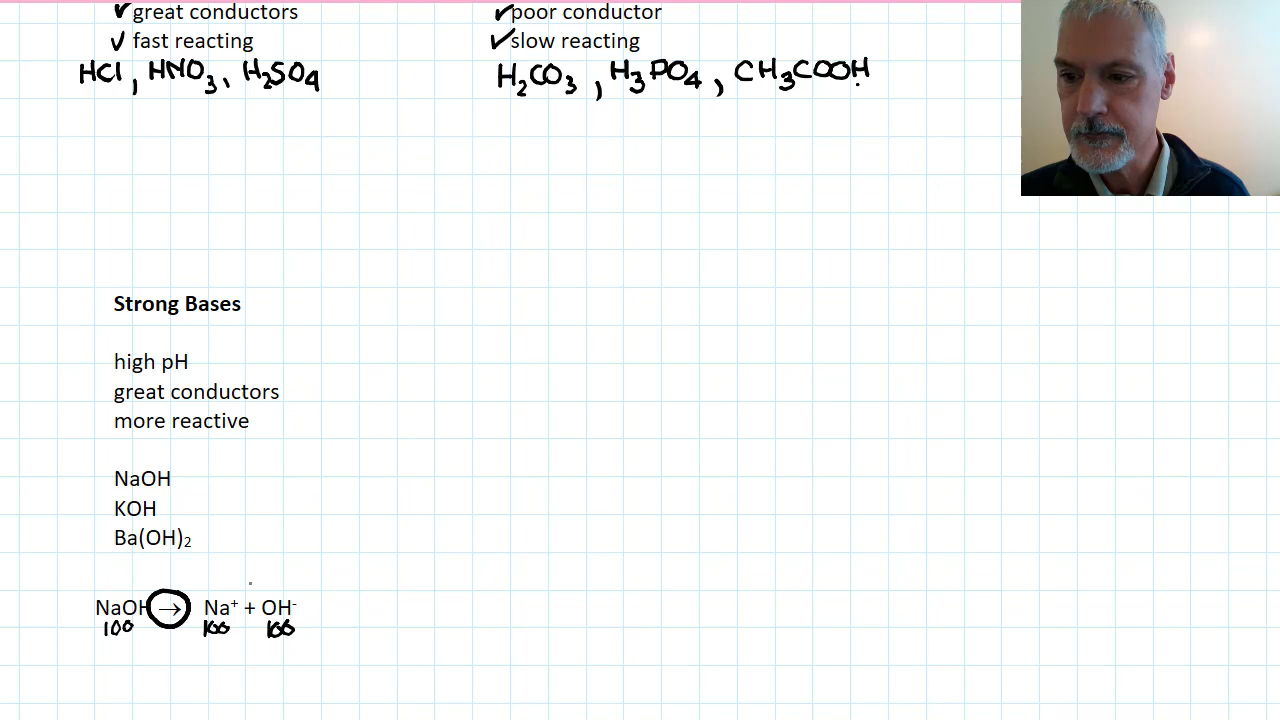 ✓great conductors
✓ fast reacting
HCl, HNO₃, H₂SO₄
✓poor conductor
✓slow reacting
H₂CO₃, H₃PO₄, CH₃COOH
Strong Bases
high pH
great conductors
more reactive
NaOH
KOH
Ba(OH)₂
NaOH → Na⁺ + OH⁻
100 100 100